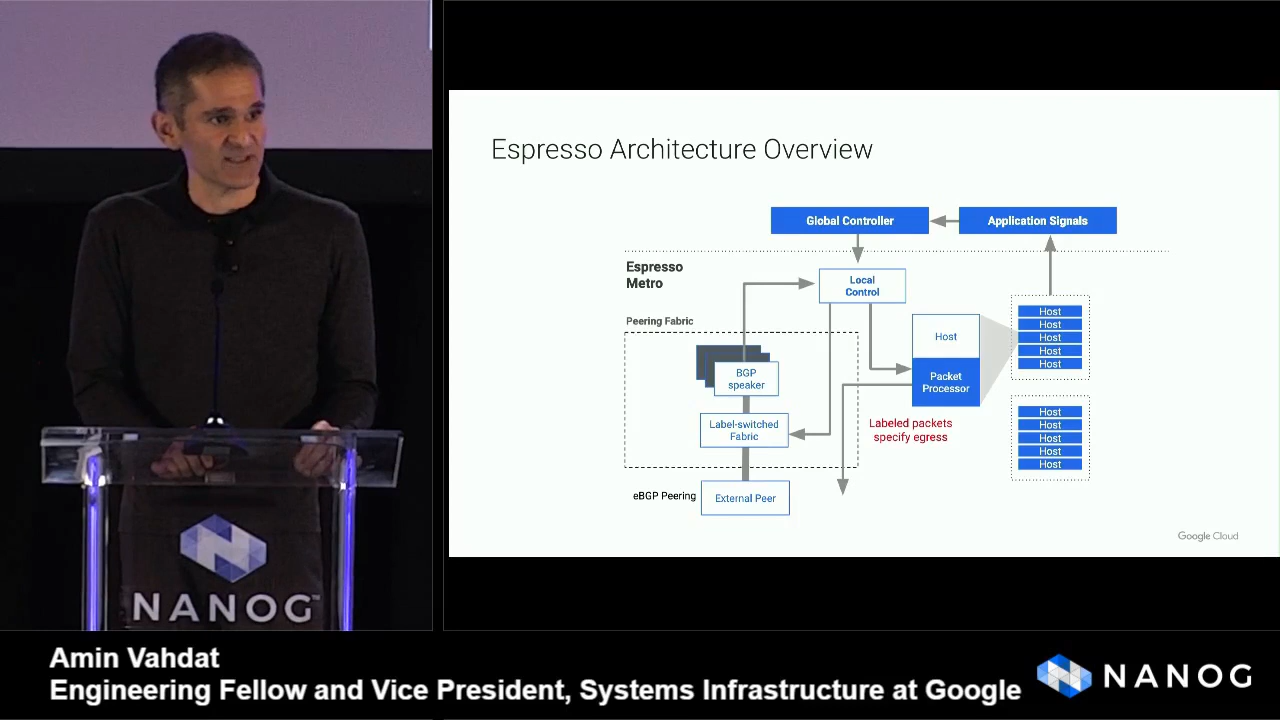 Espresso Architecture Overview
Global Controller
Application Signals
Espresso
Metro
Local
Control
Peering Fabric
BGP
speaker
Label-switched
Fabric
eBGP Peering
External Peer
Host
Packet
Processor
Labeled packets
specify egress
Host
Host
Host
Host
Host
Host
Host
Host
Host
Host
Google Cloud
NANOG™
Amin Vahdat
Engineering Fellow and Vice President, Systems Infrastructure at Google
NANOG